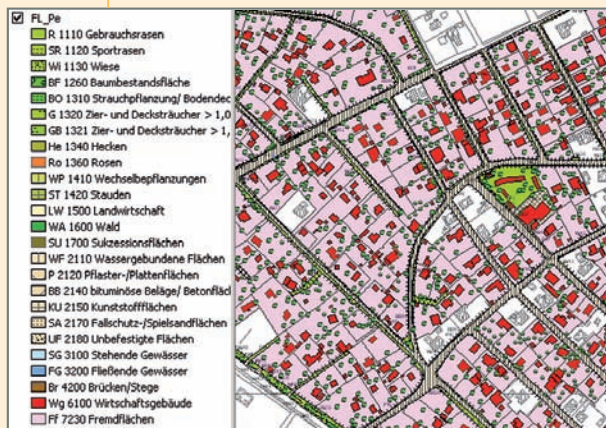 FL_Pe
R 1110 Gebrauchsrasen
SR 1120 Sportrasen
Wi 1130 Wiese
BF 1260 Baumbestandsfläche
BO 1310 Strauchpflanzung/ Bodendec
G 1320 Zier- und Decksträucher > 1,0
GB 1321 Zier- und Decksträucher > 1,
He 1340 Hecken
Ro 1360 Rosen
WP 1410 Wechselbepflanzungen
ST 1420 Stauden
LW 1500 Landwirtschaft
WA 1600 Wald
SU 1700 Sukzessionsflächen
WF 2110 Wassergebundene Flächen
P 2120 Pflaster-/Plattenflächen
BB 2140 bituminöse Beläge/ Betonfläcl
KU 2150 Kunststoffflächen
SA 2170 Fallschutz-/Spielsandflächen
UF 2180 Unbefestigte Flächen
SG 3100 Stehende Gewässer
FG 3200 Fließende Gewässer
Br 4200 Brücken/Stege
Wg 6100 Wirtschaftsgebäude
Ff 7230 Fremdflächen